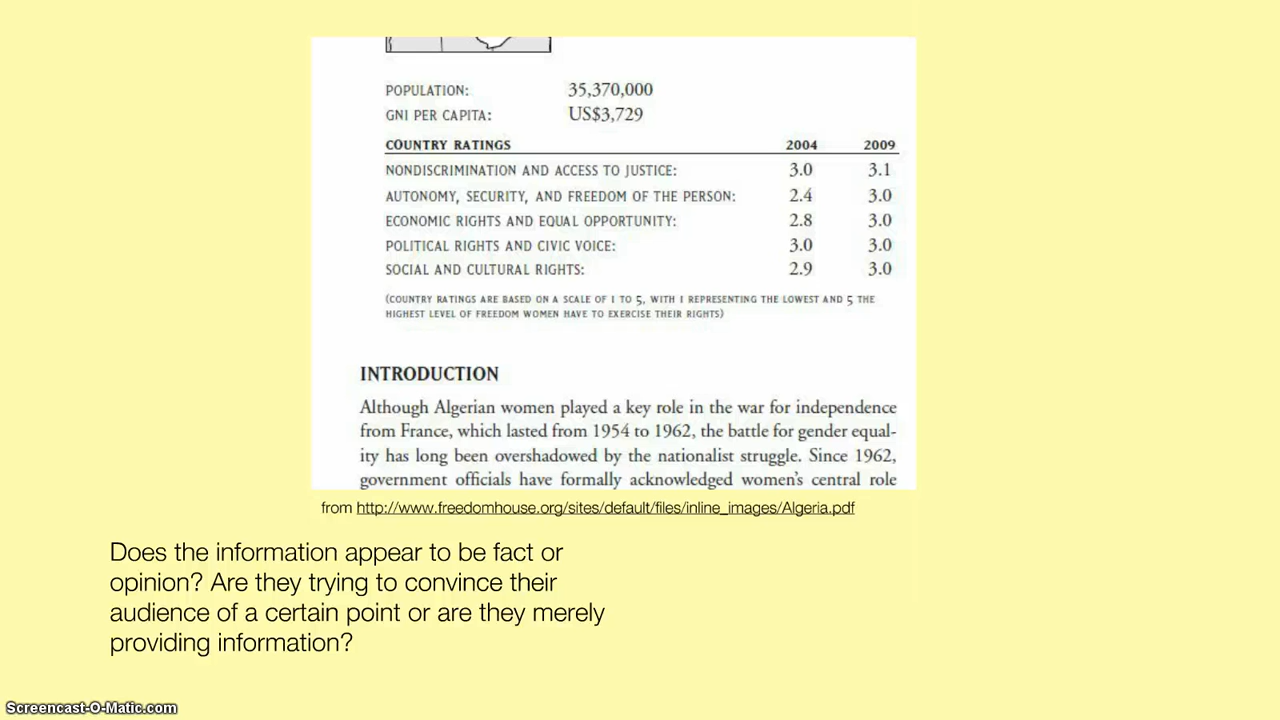 POPULATION: 35,370,000
GNI PER CAPITA: US$3,729
COUNTRY RATINGS 2004 2009
NONDISCRIMINATION AND ACCESS TO JUSTICE: 3.0 3.1
AUTONOMY, SECURITY, AND FREEDOM OF THE PERSON: 2.4 3.0
ECONOMIC RIGHTS AND EQUAL OPPORTUNITY: 2.8 3.0
POLITICAL RIGHTS AND CIVIC VOICE: 3.0 3.0
SOCIAL AND CULTURAL RIGHTS: 2.9 3.0
(COUNTRY RATINGS ARE BASED ON A SCALE OF 1 TO 5, WITH 1 REPRESENTING THE LOWEST AND 5 THE
HIGHEST LEVEL OF FREEDOM WOMEN HAVE TO EXERCISE THEIR RIGHTS)
INTRODUCTION
Although Algerian women played a key role in the war for independence
from France, which lasted from 1954 to 1962, the battle for gender equal-
ity has long been overshadowed by the nationalist struggle. Since 1962,
government officials have formally acknowledged women's central role
from http://www.freedomhouse.org/sites/default/files/inline_images/Algeria.pdf
Does the information appear to be fact or
opinion? Are they trying to convince their
audience of a certain point or are they merely
providing information?
Screencast-O-Matic.com